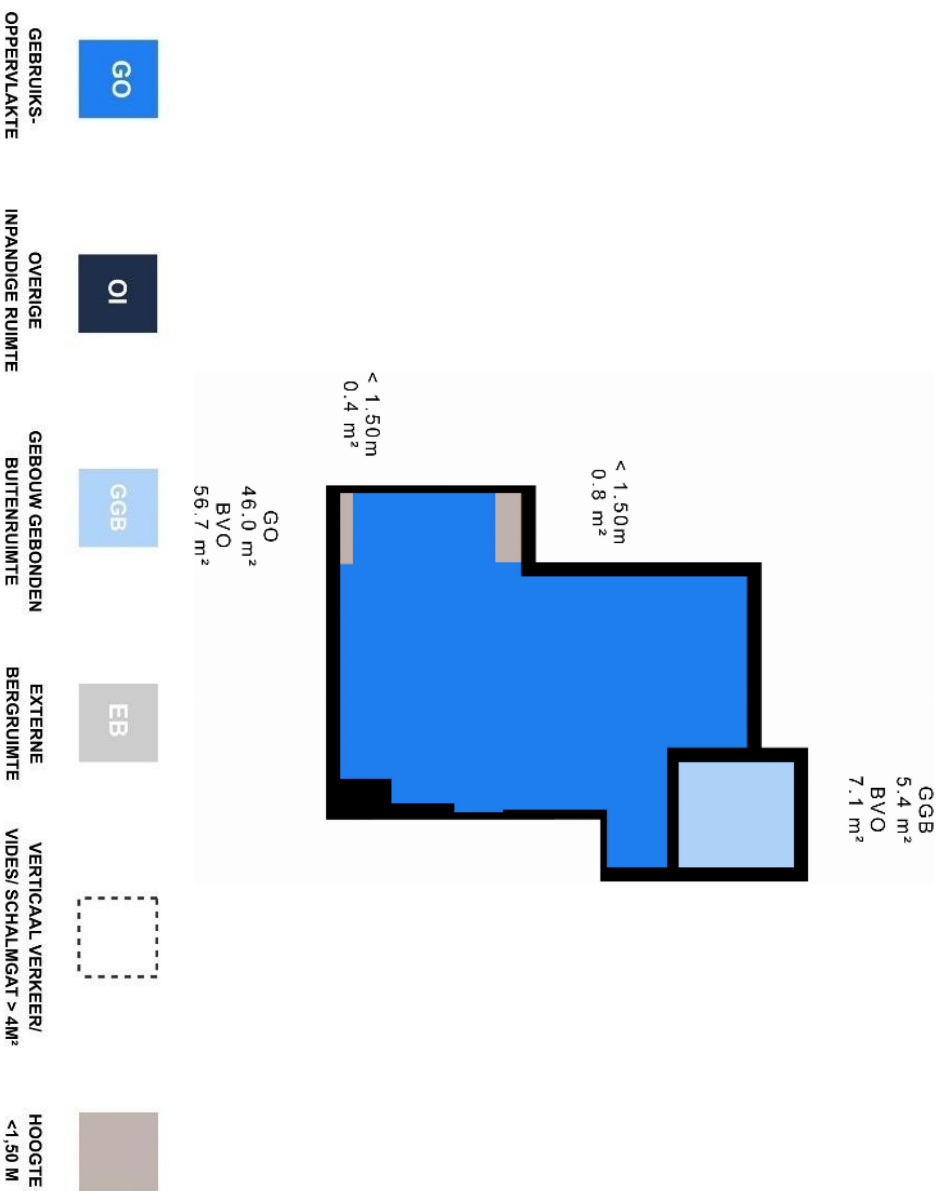 GGB
5.4 m²
BVO
7.1 m²
< 1.50m
0.8 m²
< 1.50m
0.4 m²
GO
46.0 m²
BVO
56.7 m²
GO
GEBRUIKS-
OPPERVLAKTE
OI
OVERIGE
INPANDIGE RUIMTE
GGB
GEBOUW GEBONDEN
BUITENRUIMTE
EB
EXTERNE
BERGRUIMTE
VERTICAAL VERKEER/
VIDES/ SCHALMGAT > 4M²
HOOGTE
<1,50 M